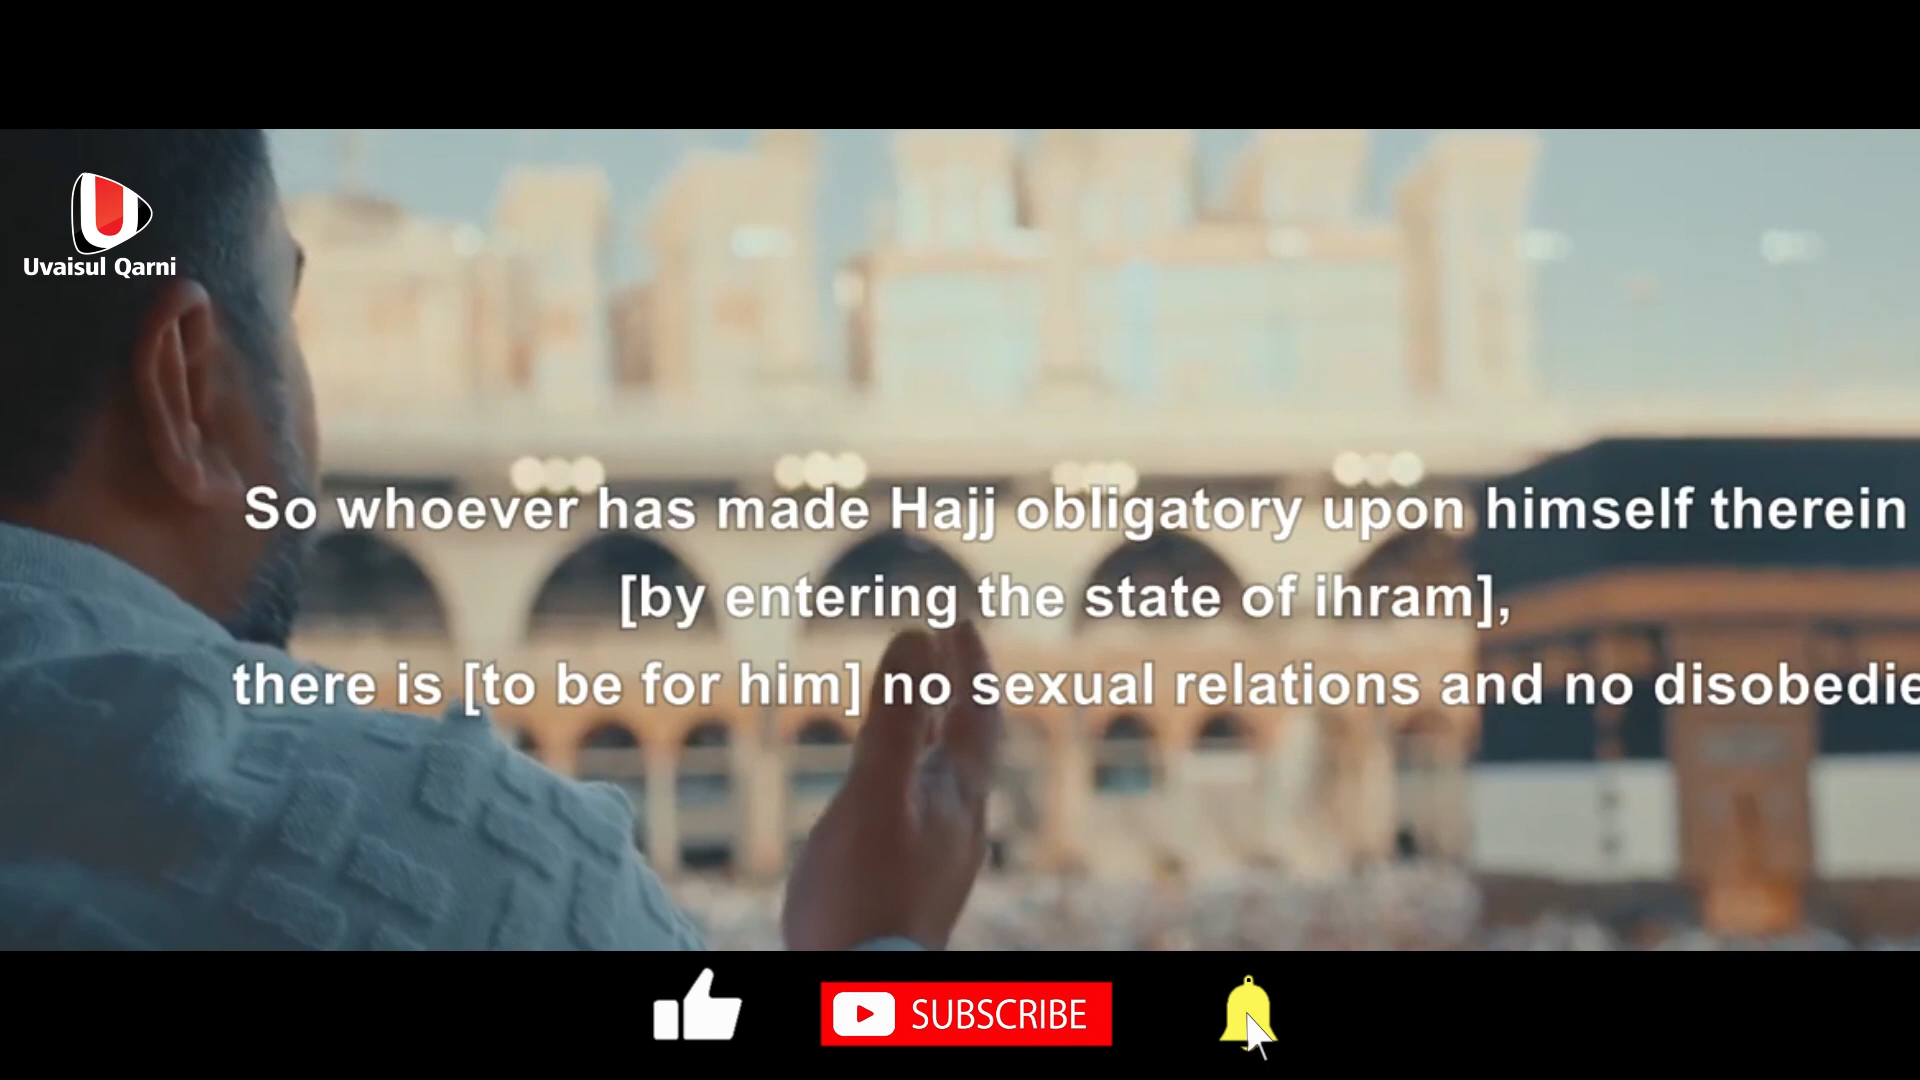 Uvaisul Qarni
So whoever has made Hajj obligatory upon himself therein
[by entering the state of ihram],
there is [to be for him] no sexual relations and no disobedie
SUBSCRIBE